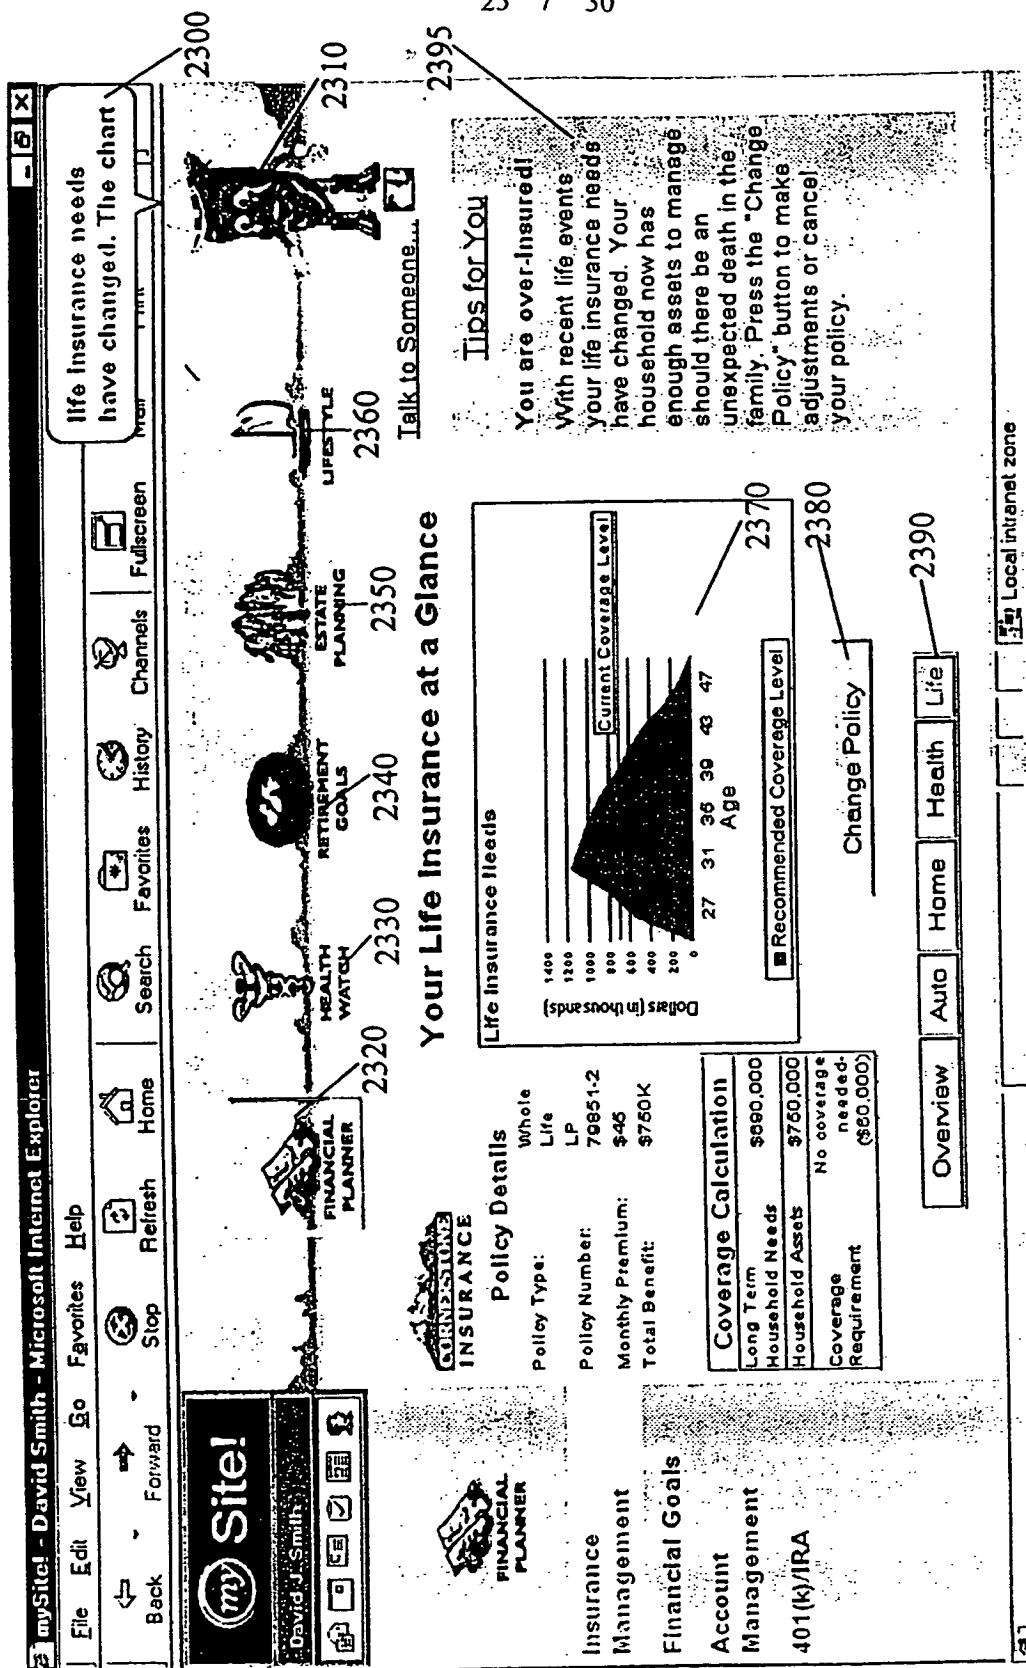 23 / 30
mySite! - David Smith - Microsoft Internet Explorer
File Edit View Go Favorites Help
Back Forward Stop Refresh Home Search Favorites History Channels Fullscreen Mail Print
life insurance needs
have changed. The chart
2300
my Site!
David J. Smith
2310
FINANCIAL
PLANNER
2320
HEALTH
WATCH
2330
RETIREMENT
GOALS
2340
ESTATE
PLANNING
2350
LIFESTYLE
2360
Talk to Someone...
2395
FINANCIAL
PLANNER
Insurance
Management
Financial Goals
Account
Management
401(k)/IRA
CORNERSTONE
INSURANCE
Your Life Insurance at a Glance
Policy Details
Policy Type: Whole
Life
Policy Number: LP
79851-2
Monthly Premium: $45
Total Benefit: $750K
Coverage Calculation
Long Term
Household Needs $690,000
Household Assets $750,000
Coverage
Requirement No coverage
needed-
($60,000)
Life Insurance Needs
Dollars (in thousands)
1400
1200
1000
800
600
400
200
0
27 31 35 39 43 47
Age
Current Coverage Level
Recommended Coverage Level
2370
Change Policy
2380
Overview Auto Home Health Life
2390
Tips for You
You are over-insured!
With recent life events
your life insurance needs
have changed. Your
household now has
enough assets to manage
should there be an
unexpected death in the
family. Press the "Change
Policy" button to make
adjustments or cancel
your policy.
Local intranet zone